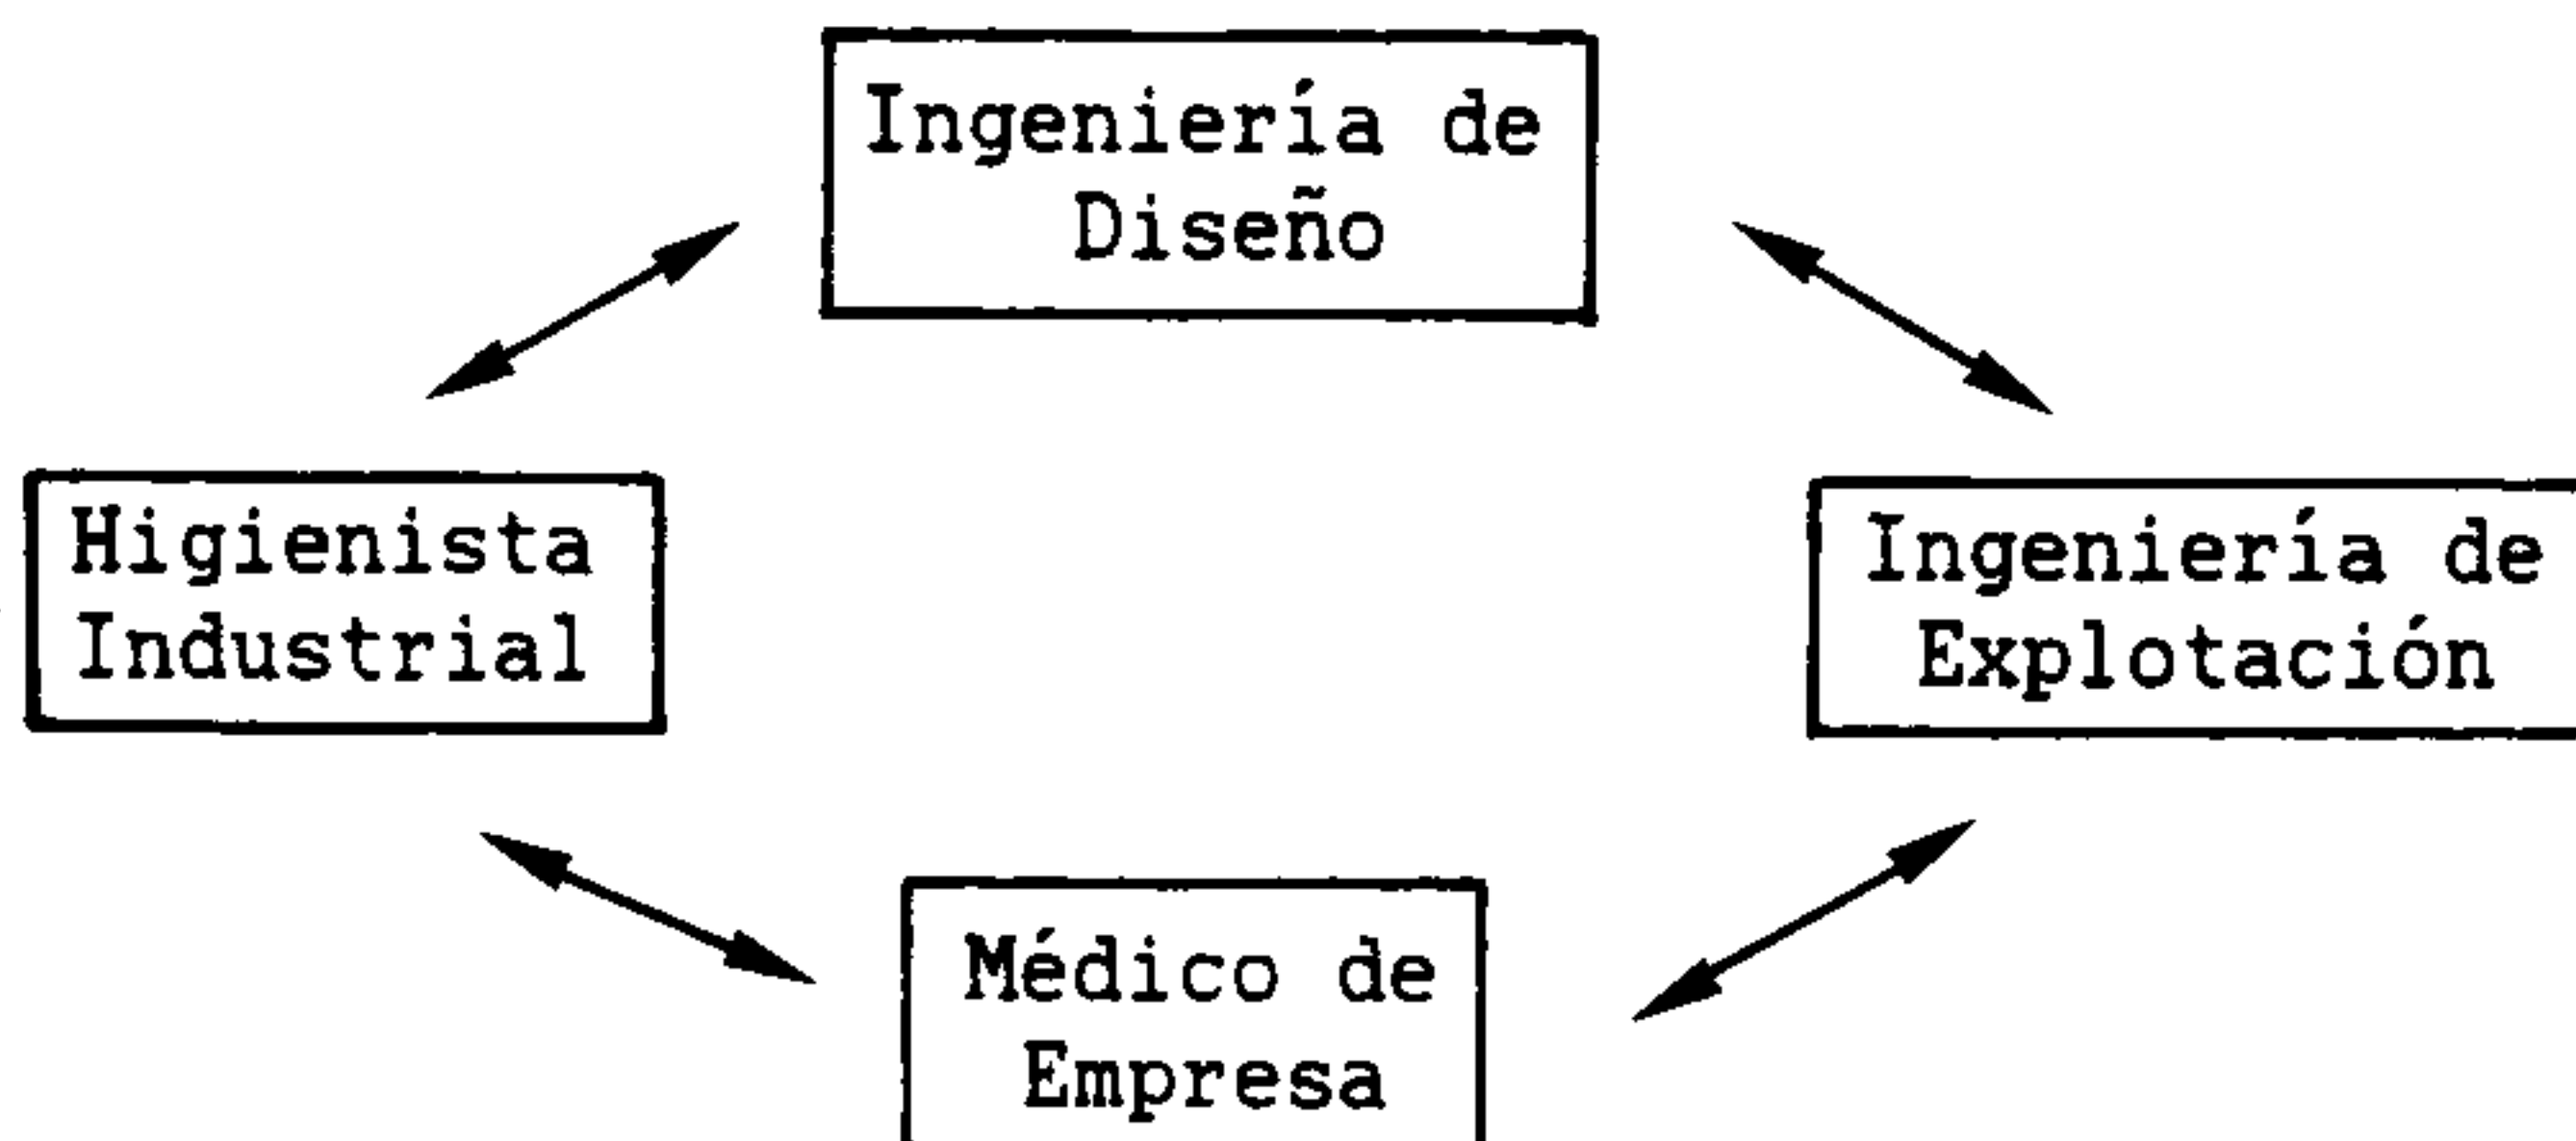 Ingeniería de
Diseño
Higienista
Industrial
Ingeniería de
Explotación
Médico de
Empresa